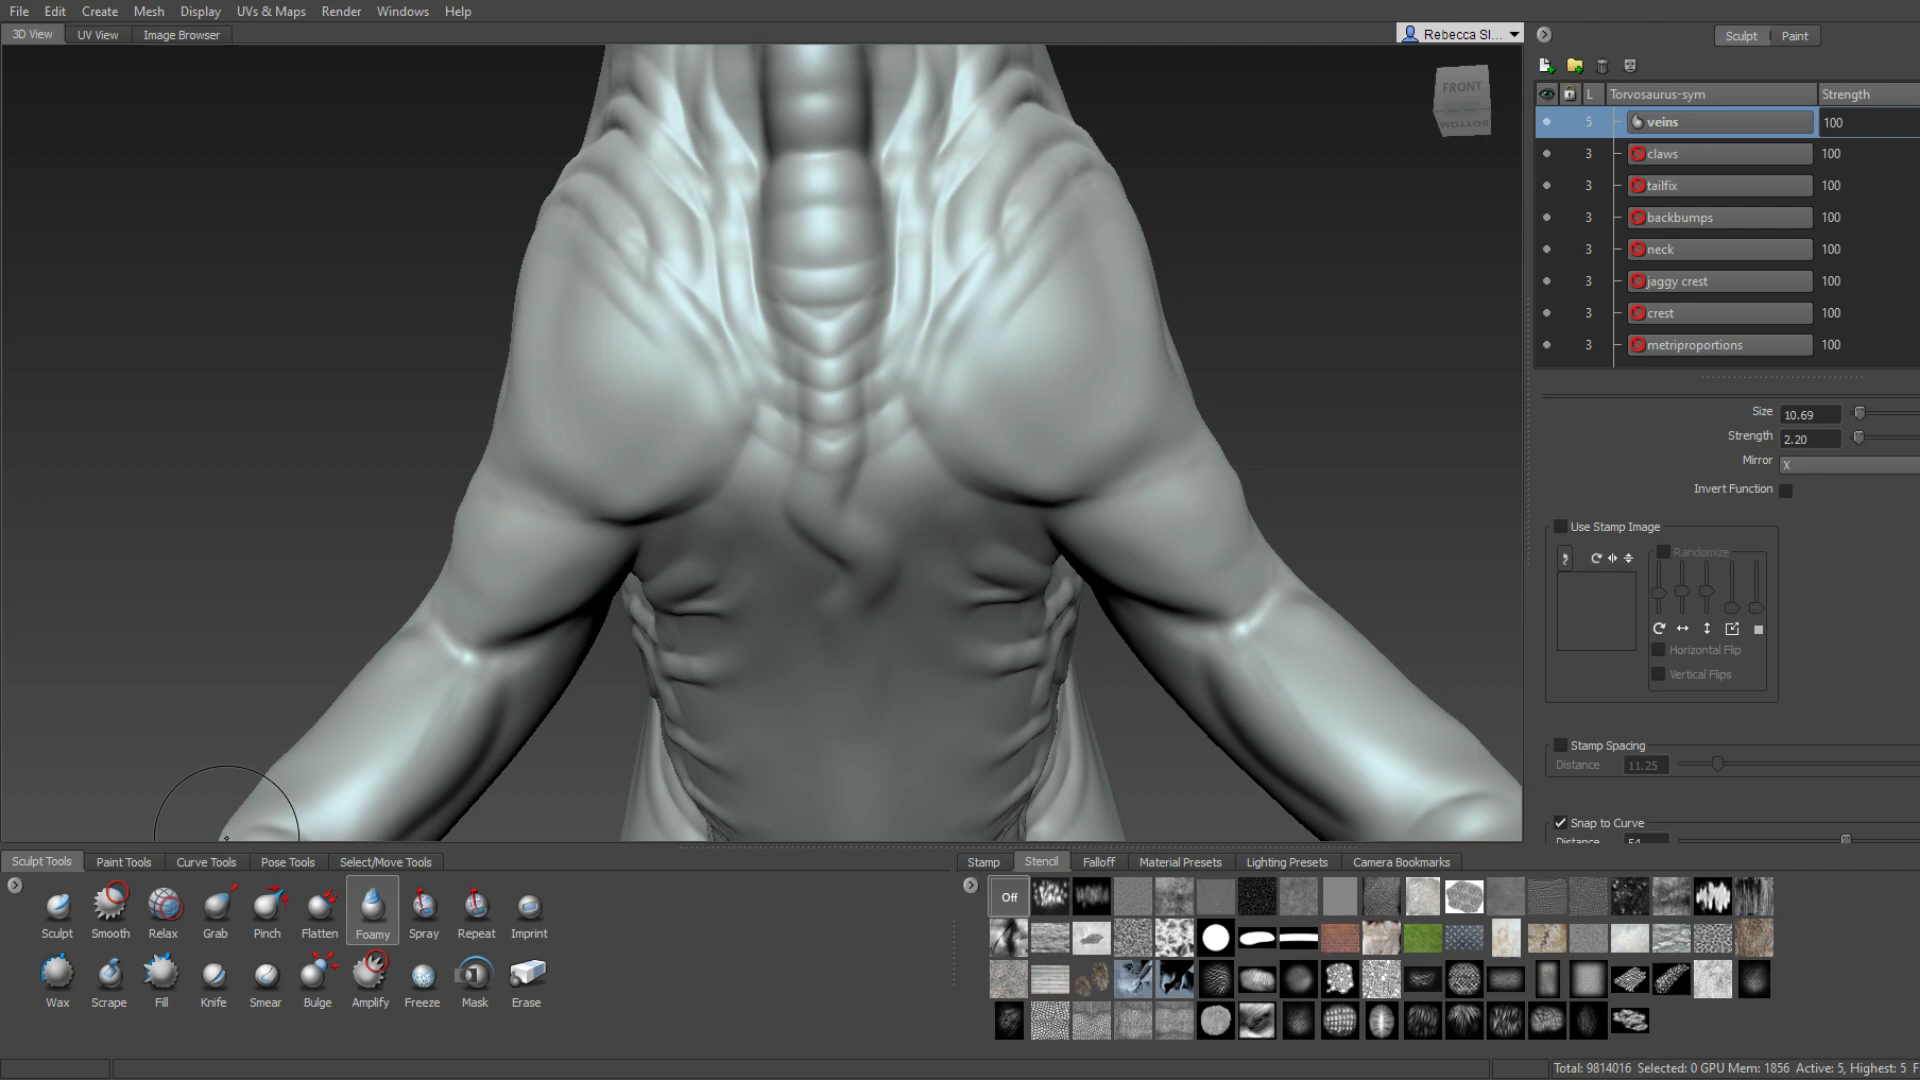 File Edit Create Mesh Display UVs & Maps Render Windows Help
3D View UV View Image Browser
Rebecca Sl...
Sculpt Paint
FRONT
BOTTOM
L Torvosaurus-sym Strength
5 veins 100
3 claws 100
3 tailfix 100
3 backbumps 100
3 neck 100
3 jaggy crest 100
3 crest 100
3 metriproportions 100
Size 10.69
Strength 2.20
Mirror X
Invert Function
Use Stamp Image
Randomize
Horizontal Flip
Vertical Flips
Stamp Spacing
Distance 11.25
Snap to Curve
Distance 54
Sculpt Tools Paint Tools Curve Tools Pose Tools Select/Move Tools
Stamp Stencil Falloff Material Presets Lighting Presets Camera Bookmarks
Off
Sculpt Smooth Relax Grab Pinch Flatten Foamy Spray Repeat Imprint
Wax Scrape Fill Knife Smear Bulge Amplify Freeze Mask Erase
Total: 9814016 Selected: 0 GPU Mem: 1856 Active: 5, Highest: 5 F